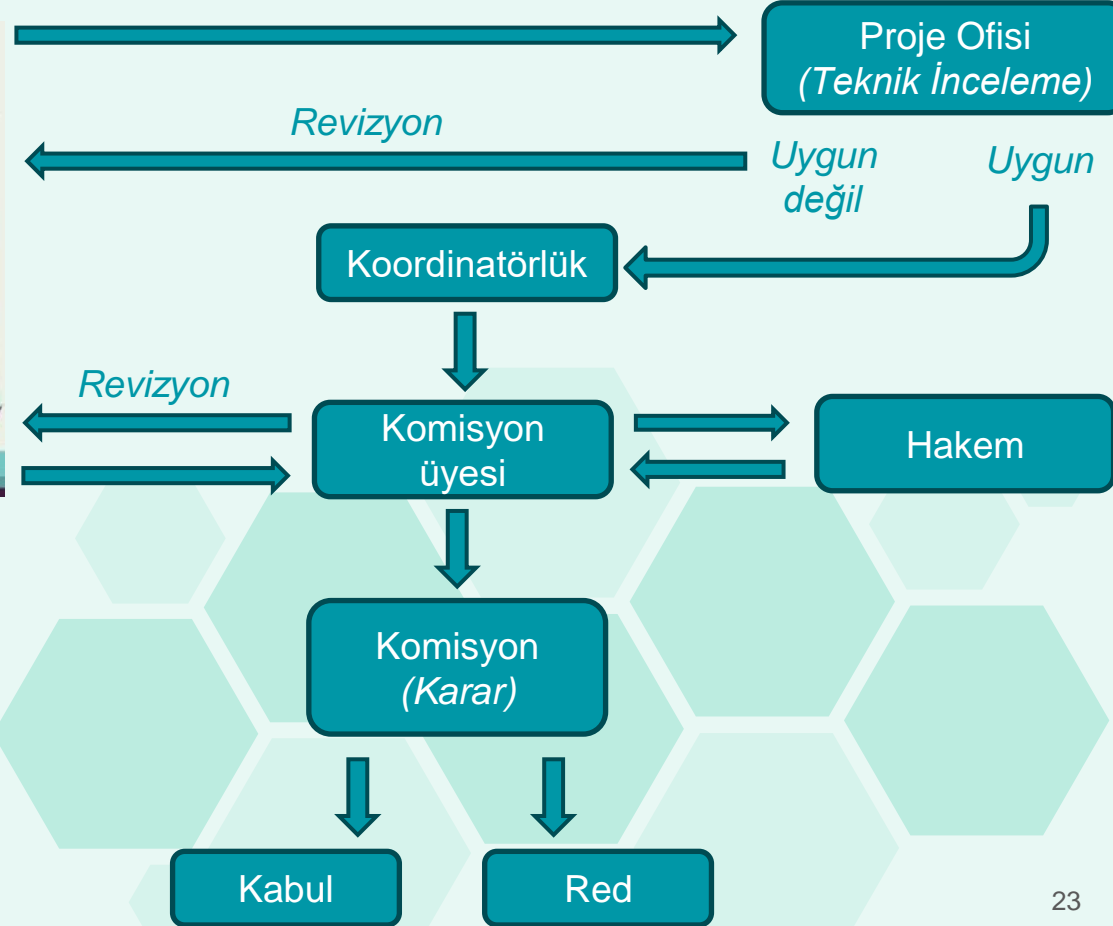 Proje Ofisi
(Teknik İnceleme)
Revizyon
Uygun
değil
Uygun
Koordinatörlük
Revizyon
Komisyon
üyesi
Hakem
Komisyon
(Karar)
Kabul
Red
23